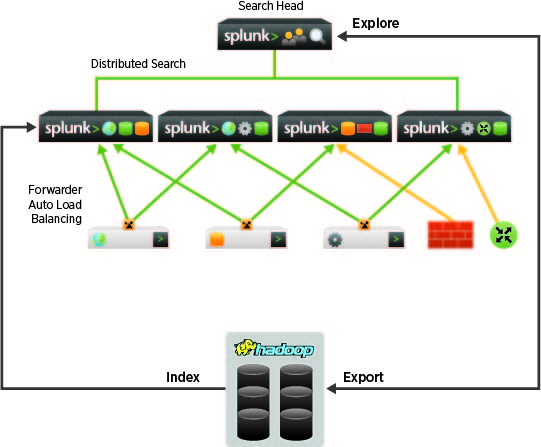 Search Head
splunk>
Explore
Distributed Search
splunk>
splunk>
splunk>
splunk>
Forwarder
Auto Load
Balancing
>
>
>
hadoop
Index
Export